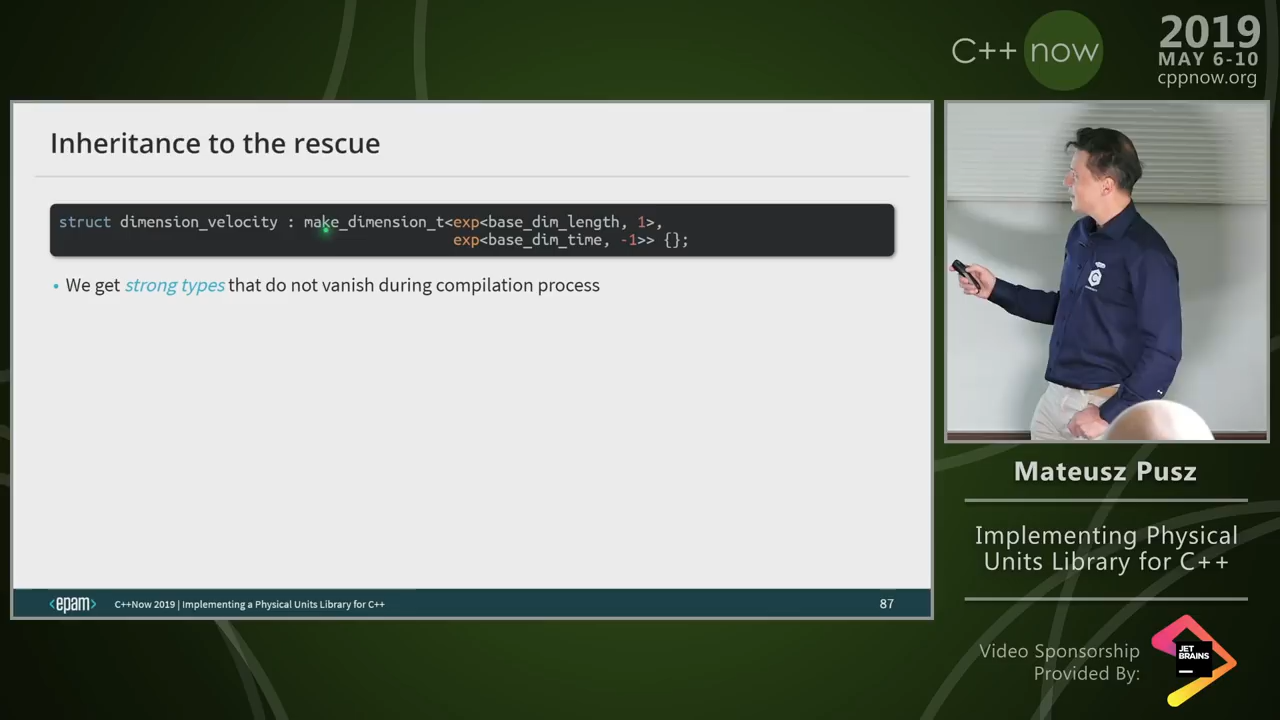 C++ now
2019
MAY 6-10
cppnow.org
Inheritance to the rescue
struct dimension_velocity : make_dimension_t<exp<base_dim_length, 1>,
exp<base_dim_time, -1>> {};
• We get strong types that do not vanish during compilation process
<epam> C++Now 2019 | Implementing a Physical Units Library for C++ 87
Mateusz Pusz
Implementing Physical
Units Library for C++
Video Sponsorship
Provided By:
JET
BRAINS